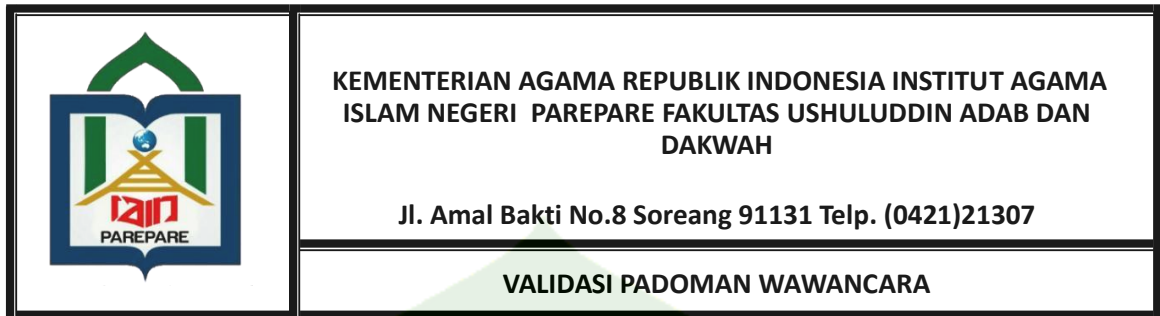 IAIN
PAREPARE
KEMENTERIAN AGAMA REPUBLIK INDONESIA INSTITUT AGAMA
ISLAM NEGERI PAREPARE FAKULTAS USHULUDDIN ADAB DAN
DAKWAH
Jl. Amal Bakti No.8 Soreang 91131 Telp. (0421)21307
VALIDASI PADOMAN WAWANCARA